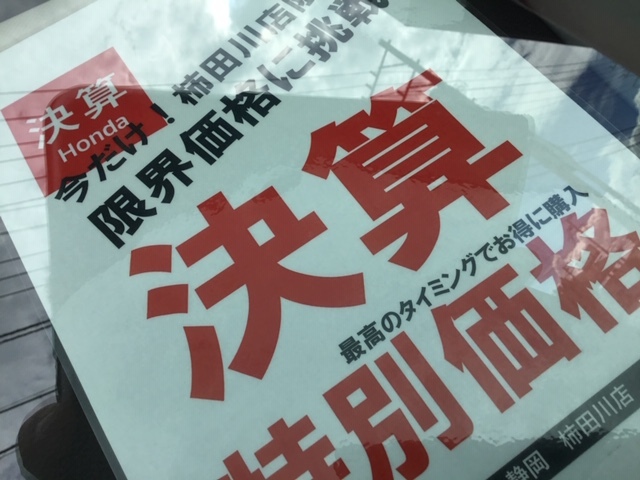 決算
Honda
今だけ！柿田川店は
限界価格に挑戦
決算
最高のタイミングでお得に購入
特別価格
静岡 柿田川店